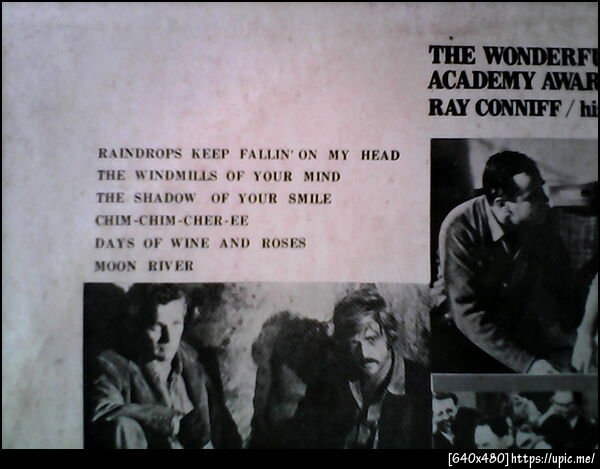 THE WONDERFU
ACADEMY AWAR
RAY CONNIFF / hi
RAINDROPS KEEP FALLIN' ON MY HEAD
THE WINDMILLS OF YOUR MIND
THE SHADOW OF YOUR SMILE
CHIM-CHIM-CHER-EE
DAYS OF WINE AND ROSES
MOON RIVER
[640x480]https://upic.me/